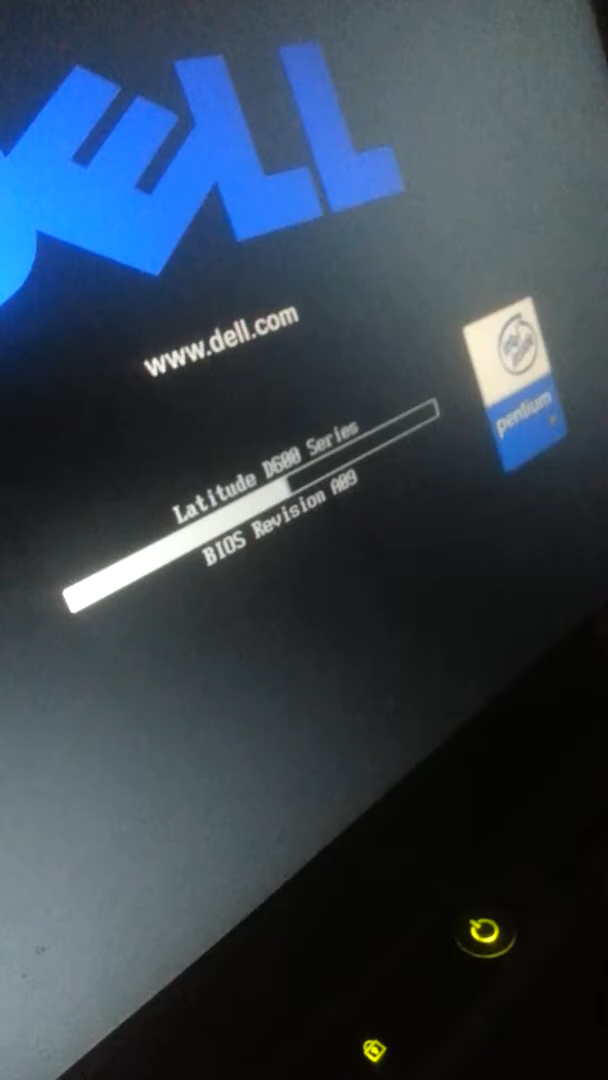 DELL
www.dell.com
Latitude D600 Series
BIOS Revision A09
pentium